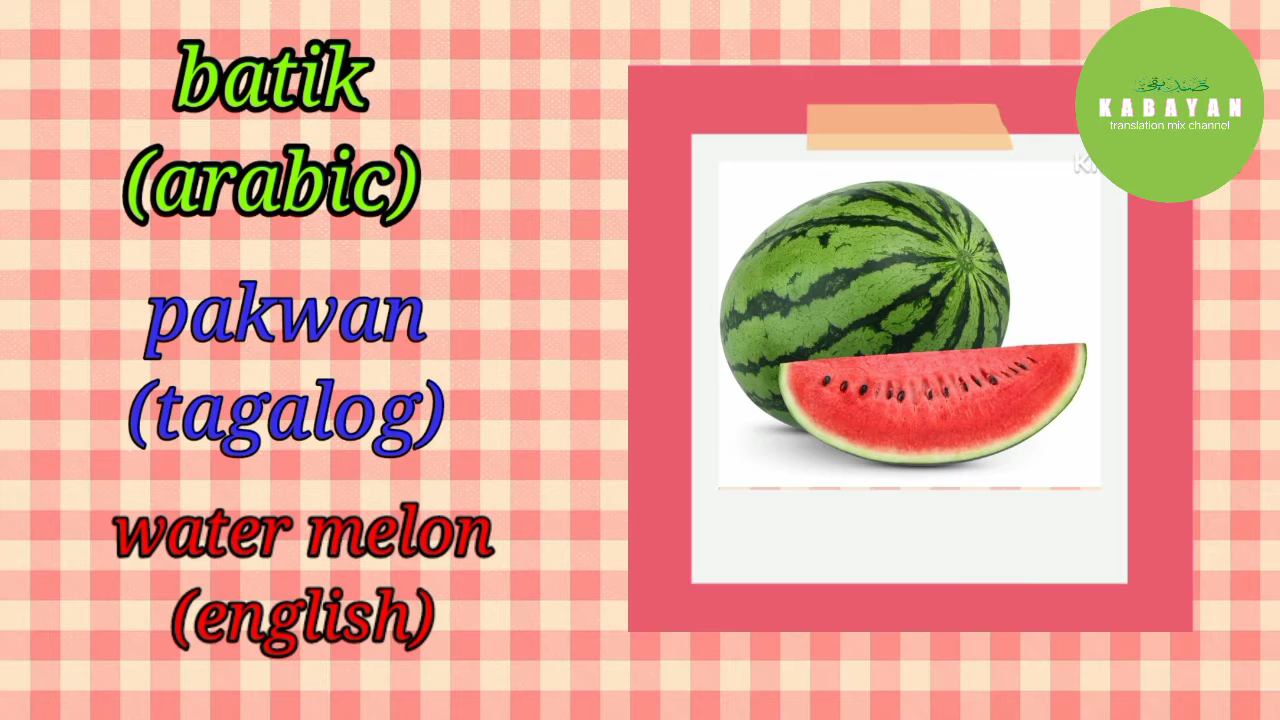 batik
(arabic)
pakwan
(tagalog)
water melon
(english)
KABAYAN
translation mix channel